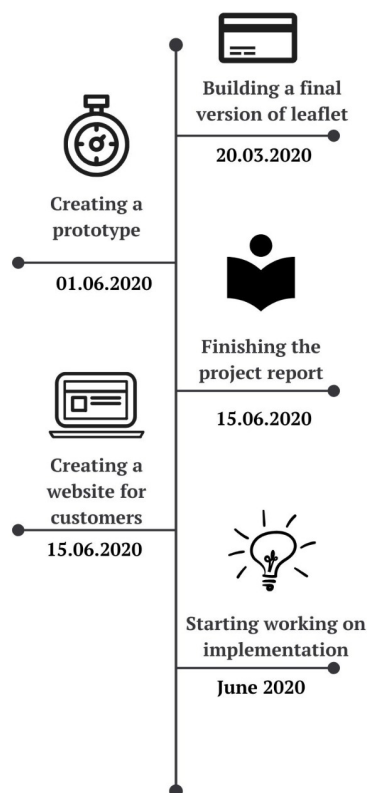 Building a final
version of leaflet
20.03.2020
Creating a
prototype
01.06.2020
Finishing the
project report
15.06.2020
Creating a
website for
customers
15.06.2020
Starting working on
implementation
June 2020